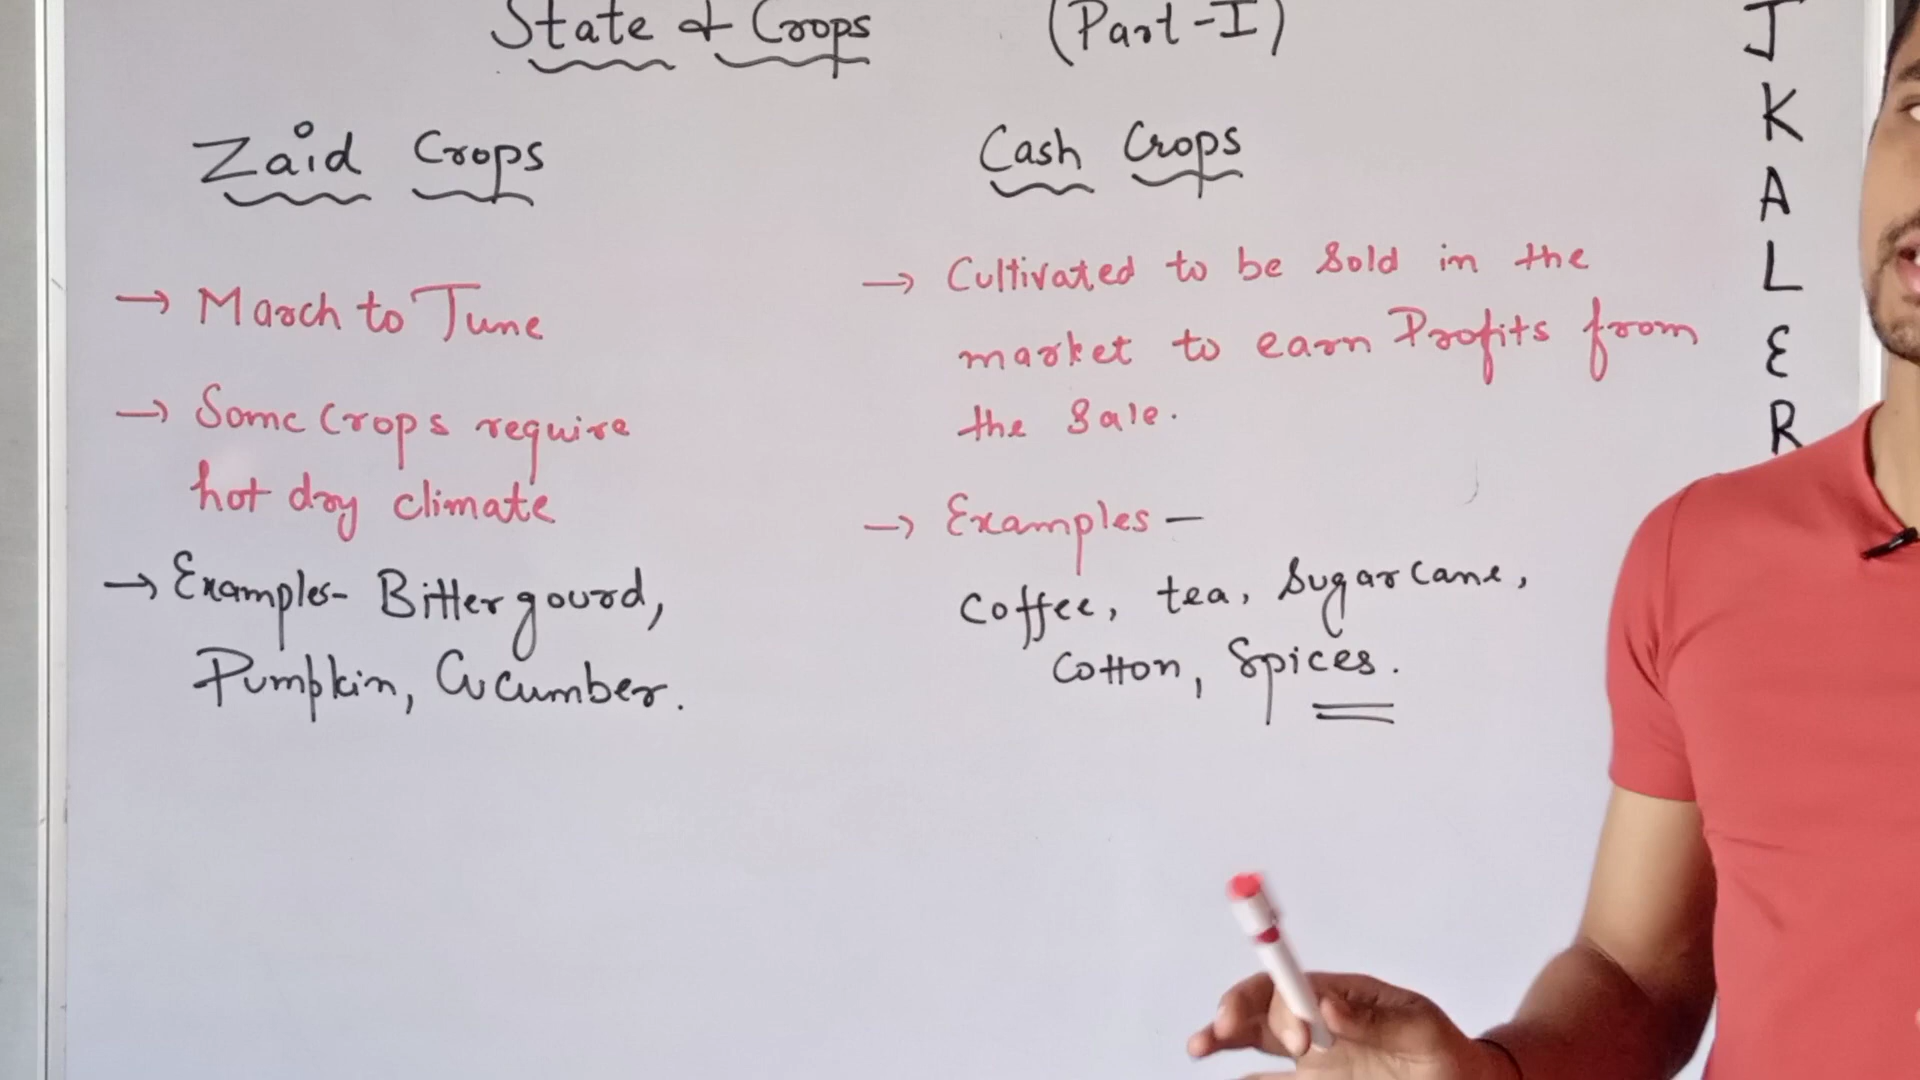 State & Crops (Part-I)
Zaid Crops
→ March to June
→ Some Crops require
hot dry climate
→ Examples- Bitter gourd,
Pumpkin, Cucumber.
Cash Crops
→ Cultivated to be Sold in the
market to earn Profits from
the Sale.
→ Examples -
Coffee, tea, Sugarcane,
Cotton, Spices.
J
K
A
L
E
R